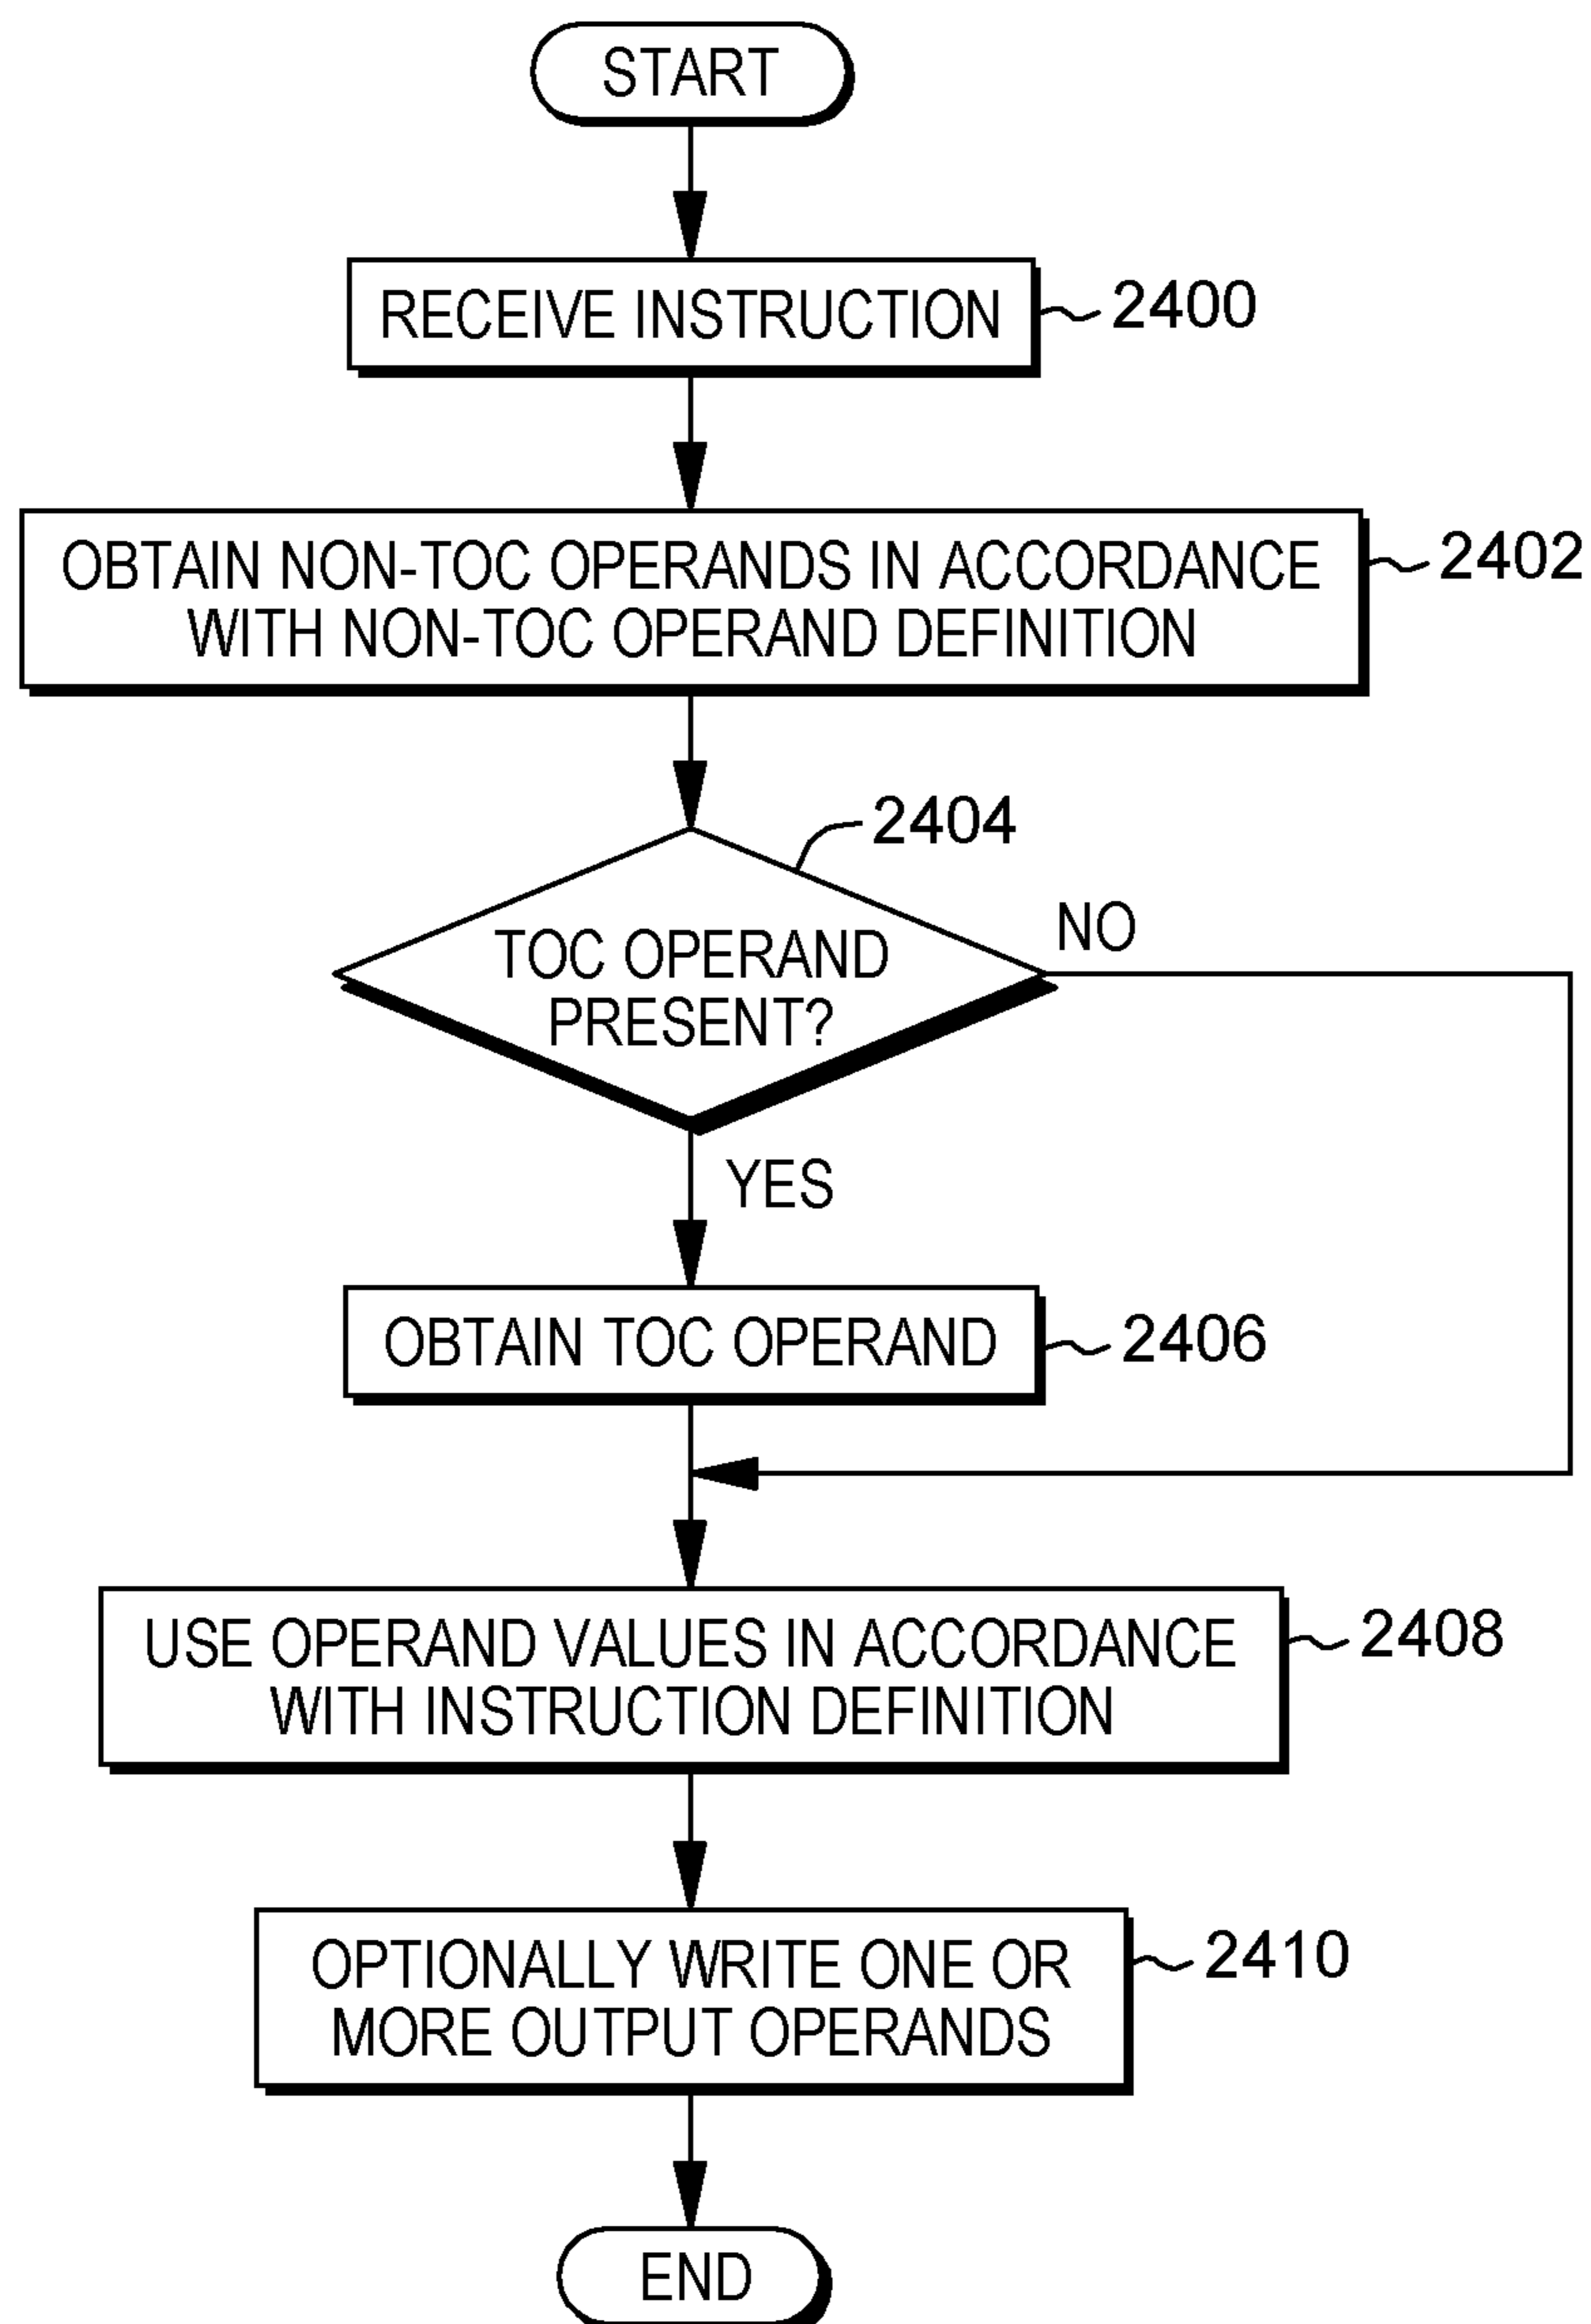 START
RECEIVE INSTRUCTION
2400
OBTAIN NON-TOC OPERANDS IN ACCORDANCE
WITH NON-TOC OPERAND DEFINITION
2402
2404
TOC OPERAND
PRESENT?
NO
YES
OBTAIN TOC OPERAND
2406
USE OPERAND VALUES IN ACCORDANCE
WITH INSTRUCTION DEFINITION
2408
OPTIONALLY WRITE ONE OR
MORE OUTPUT OPERANDS
2410
END